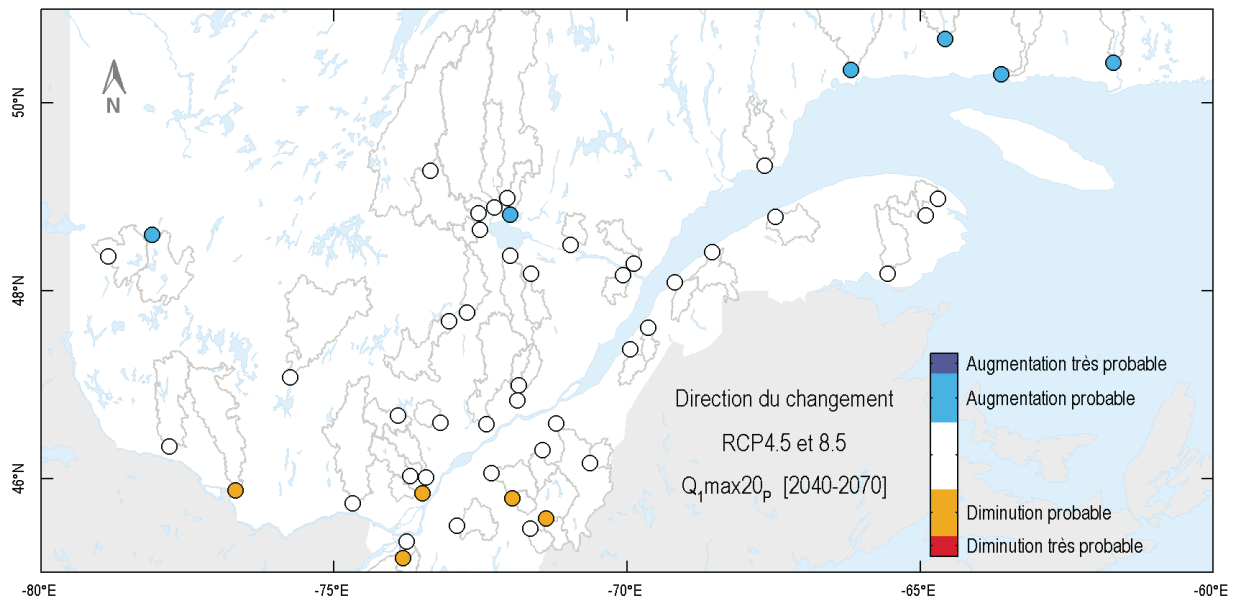 50°N
48°N
46°N
N
Direction du changement
RCP4.5 et 8.5
Q1max20P [2040-2070]
Augmentation très probable
Augmentation probable
Diminution probable
Diminution très probable
-80°E
-75°E
-70°E
-65°E
-60°E